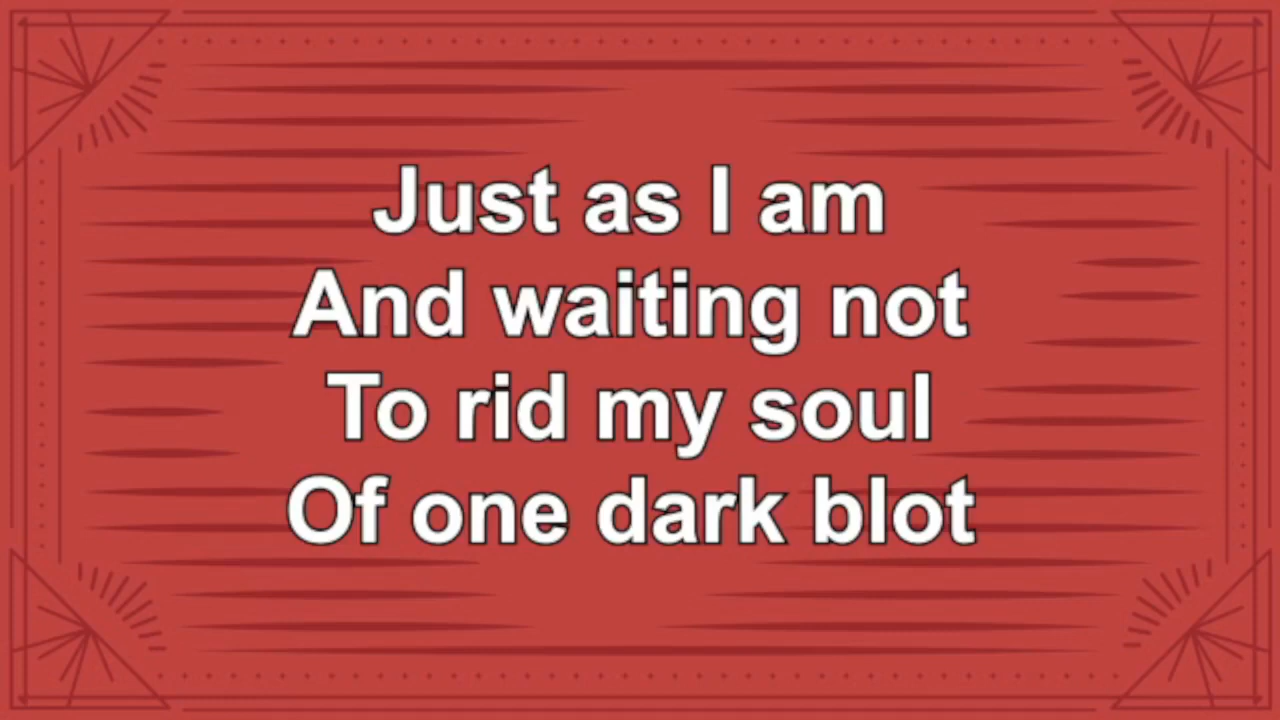 Just as I am
And waiting not
To rid my soul
Of one dark blot